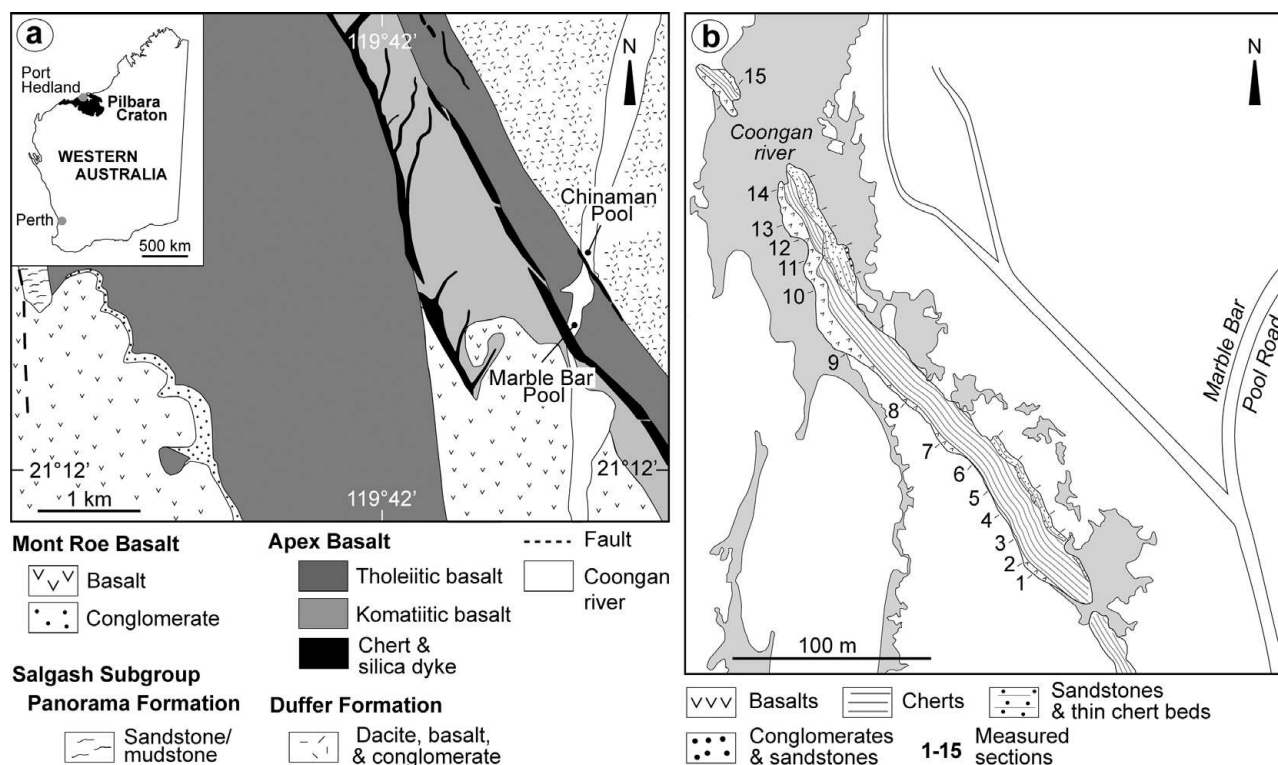 a
119°42’
N
Port
Hedland
Pilbara
Craton
WESTERN
AUSTRALIA
Perth
500 km
Chinaman
Pool
Marble Bar
Pool
21°12’
21°12’
1 km
119°42’
Mont Roe Basalt
Basalt
Conglomerate
Salgash Subgroup
Panorama Formation
Sandstone/
mudstone
Apex Basalt
Tholeiitic basalt
Komatiitic basalt
Chert &
silica dyke
Duffer Formation
Dacite, basalt,
& conglomerate
Fault
Coongan
river
b
N
15
Coongan
river
14
13
12
11
10
9
8
7
6
5
4
3
2
1
Marble Bar
Pool Road
100 m
Basalts
Cherts
Sandstones
& thin chert beds
Conglomerates
& sandstones
1-15 Measured
sections